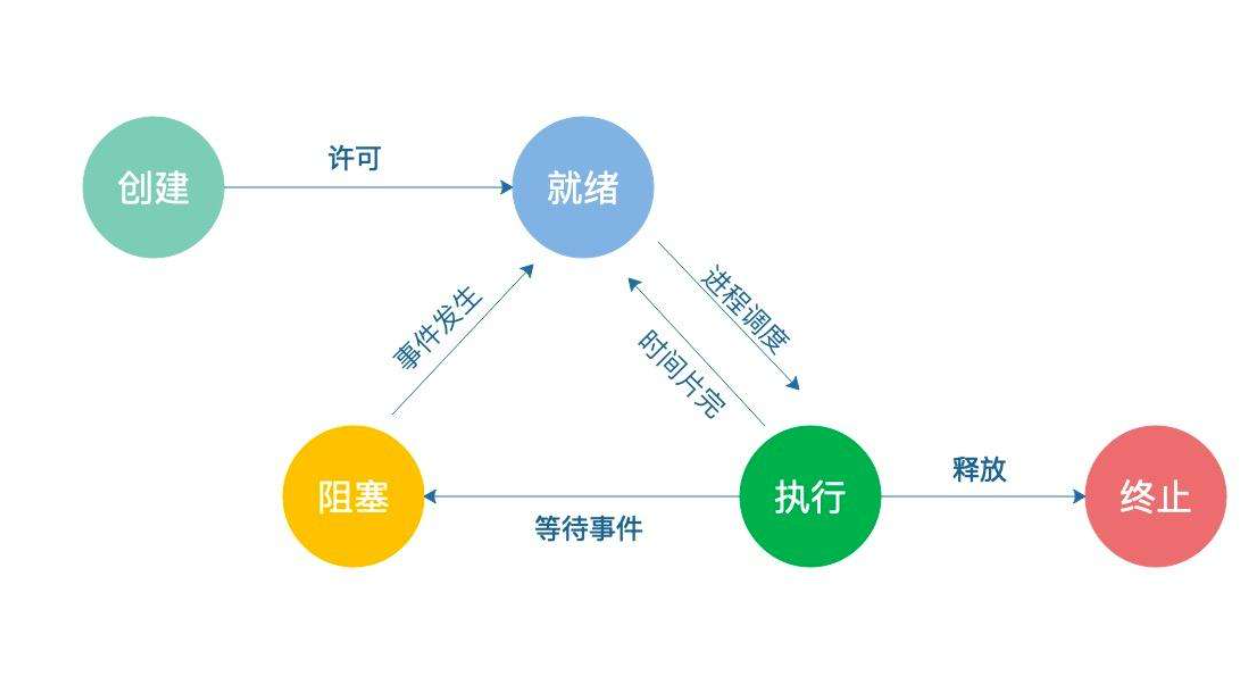 许可
创建
就绪
事件发生
进程调度
时间片完
阻塞
等待事件
执行
释放
终止